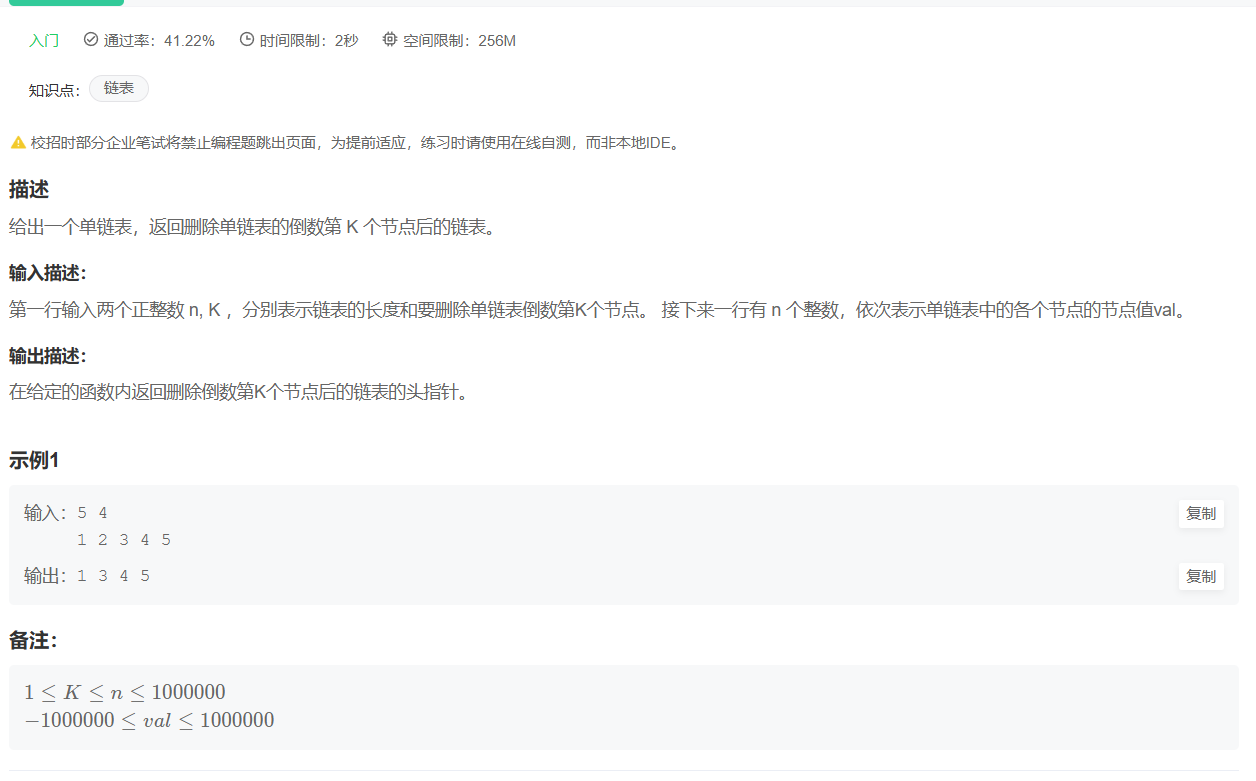 入门 通过率：41.22% 时间限制：2秒 空间限制：256M
知识点： 链表
校招时部分企业笔试将禁止编程题跳出页面，为提前适应，练习时请使用在线自测，而非本地IDE。
描述
给出一个单链表，返回删除单链表的倒数第 K 个节点后的链表。
输入描述：
第一行输入两个正整数 n, K ，分别表示链表的长度和要删除单链表倒数第K个节点。 接下来一行有 n 个整数，依次表示单链表中的各个节点的节点值val。
输出描述：
在给定的函数内返回删除倒数第K个节点后的链表的头指针。
示例1
输入：5 4 复制
1 2 3 4 5
输出：1 3 4 5 复制
备注：
1 ≤ K ≤ n ≤ 1000000
−1000000 ≤ val ≤ 1000000